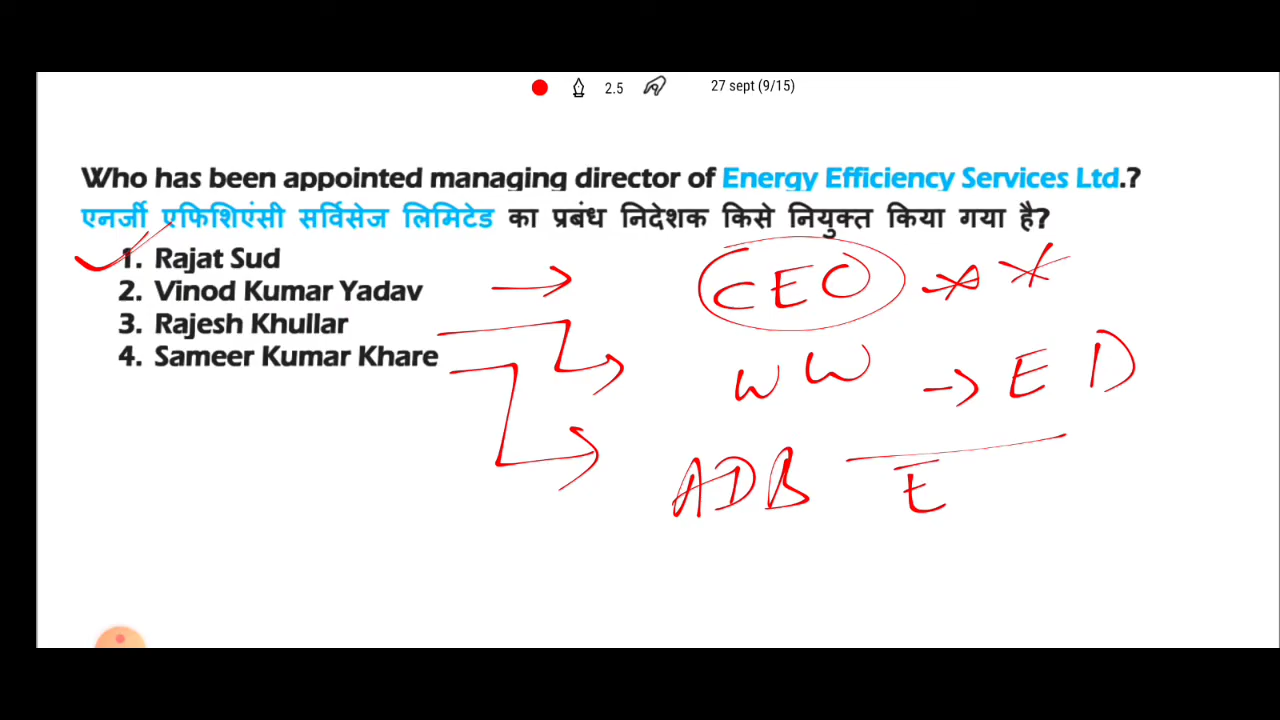 2.5 27 sept (9/15)
Who has been appointed managing director of Energy Efficiency Services Ltd.?
एनर्जी एफिशिएंसी सर्विसेज लिमिटेड का प्रबंध निदेशक किसे नियुक्त किया गया है?
1. Rajat Sud
2. Vinod Kumar Yadav → CEO * *
3. Rajesh Khullar WW → ED
4. Sameer Kumar Khare
ADB E